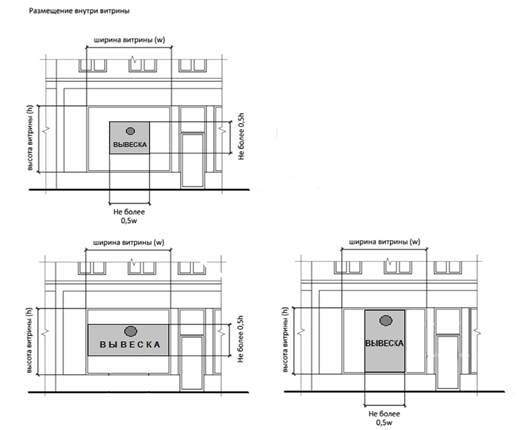 Размещение внутри витрины
ширина витрины (w)
высота витрины (h)
ВЫВЕСКА
Не более 0,5h
Не более
0,5w
ширина витрины (w)
высота витрины (h)
ВЫВЕСКА
Не более 0,5h
ширина витрины (w)
высота витрины (h)
ВЫВЕСКА
Не более
0,5w